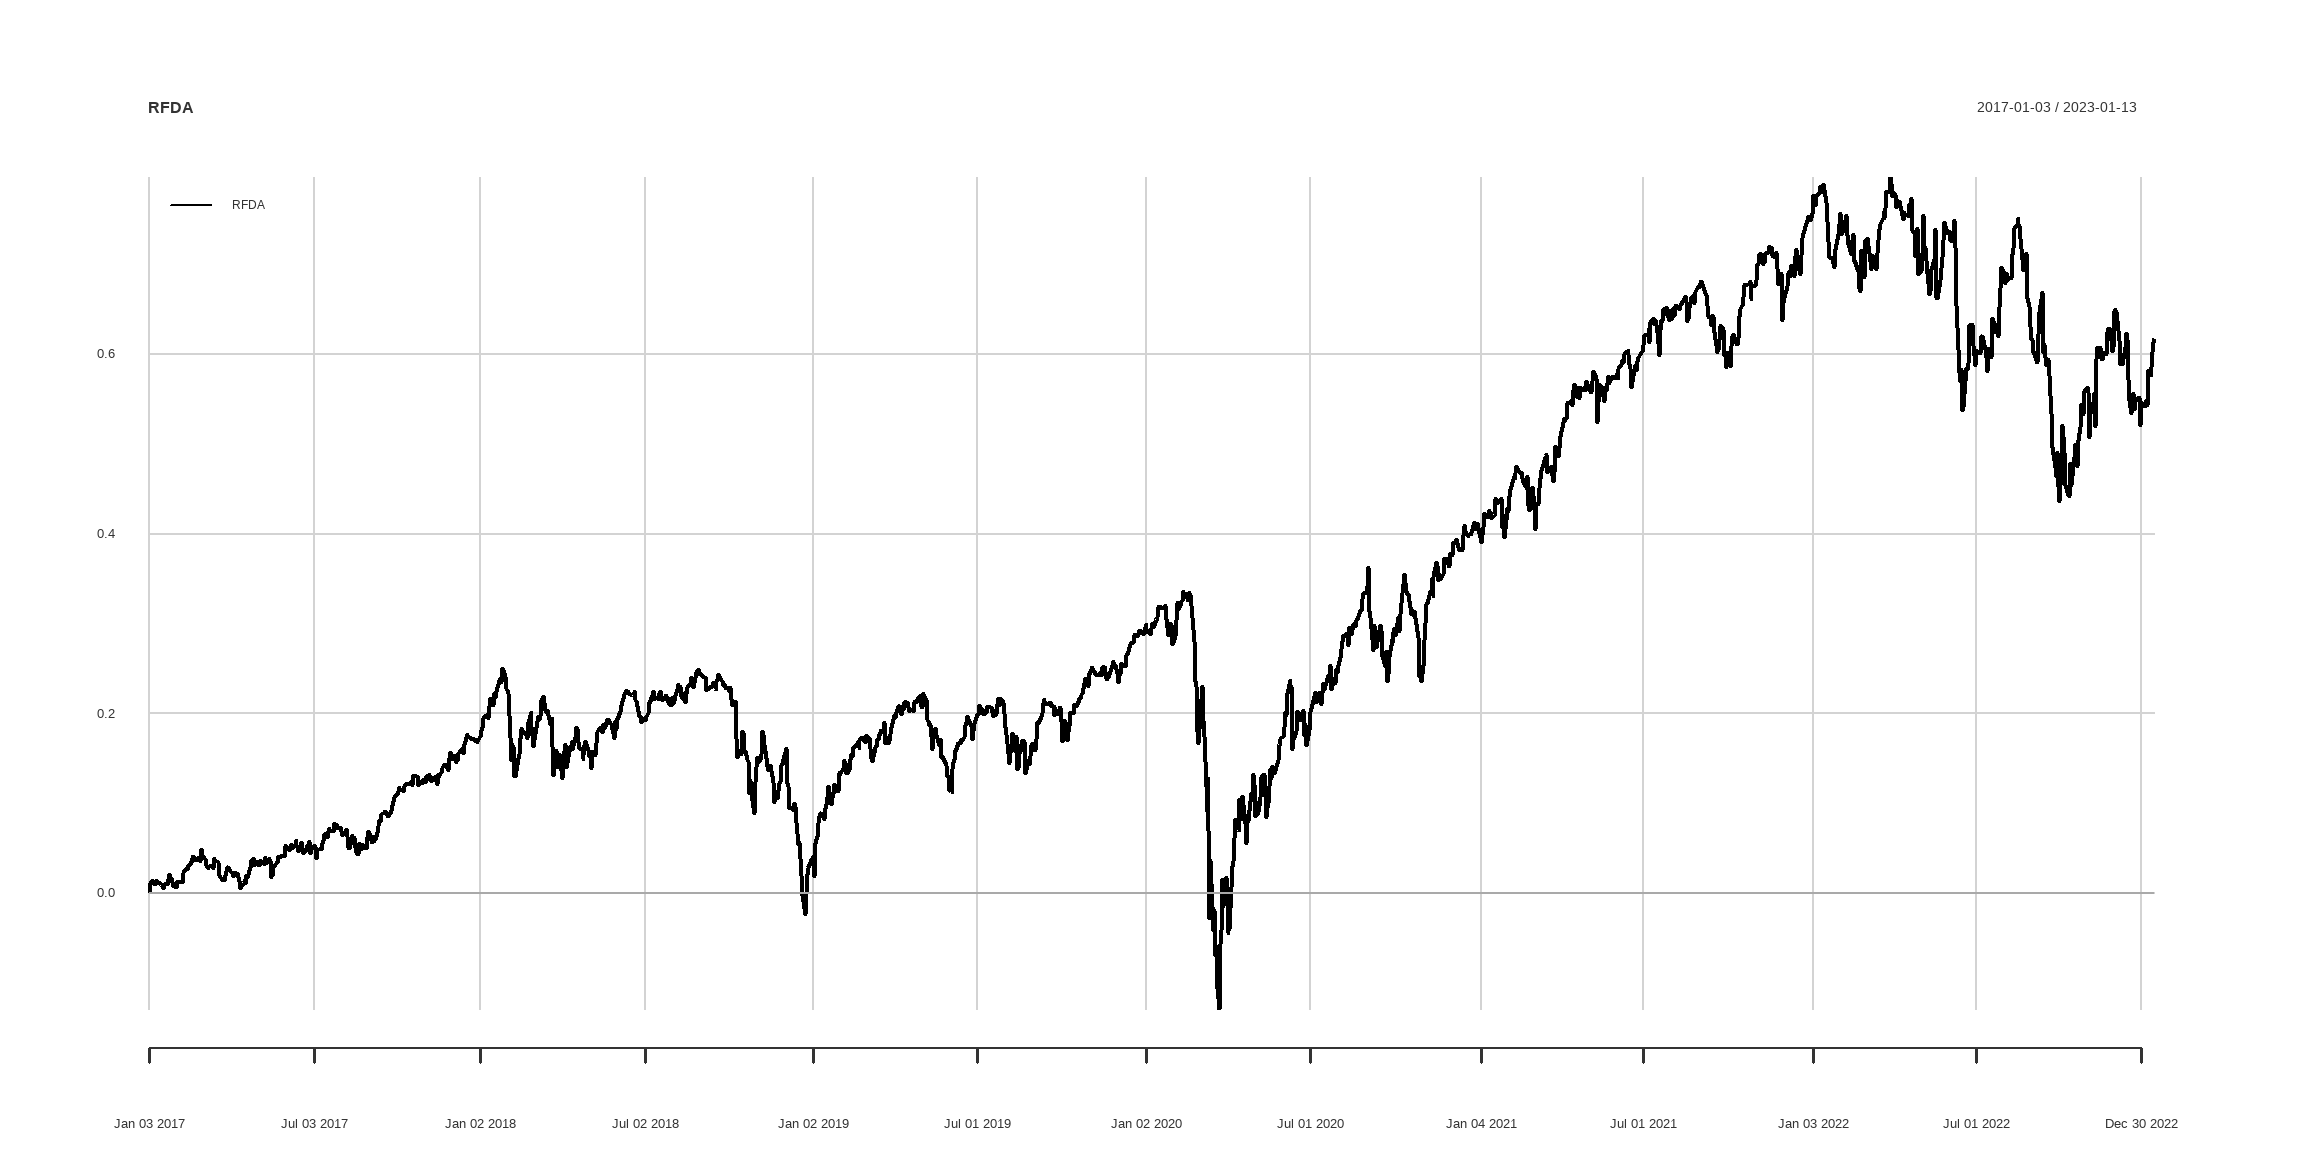 RFDA
2017-01-03 / 2023-01-13
RFDA
0.6
0.4
0.2
0.0
Jan 03 2017
Jul 03 2017
Jan 02 2018
Jul 02 2018
Jan 02 2019
Jul 01 2019
Jan 02 2020
Jul 01 2020
Jan 04 2021
Jul 01 2021
Jan 03 2022
Jul 01 2022
Dec 30 2022